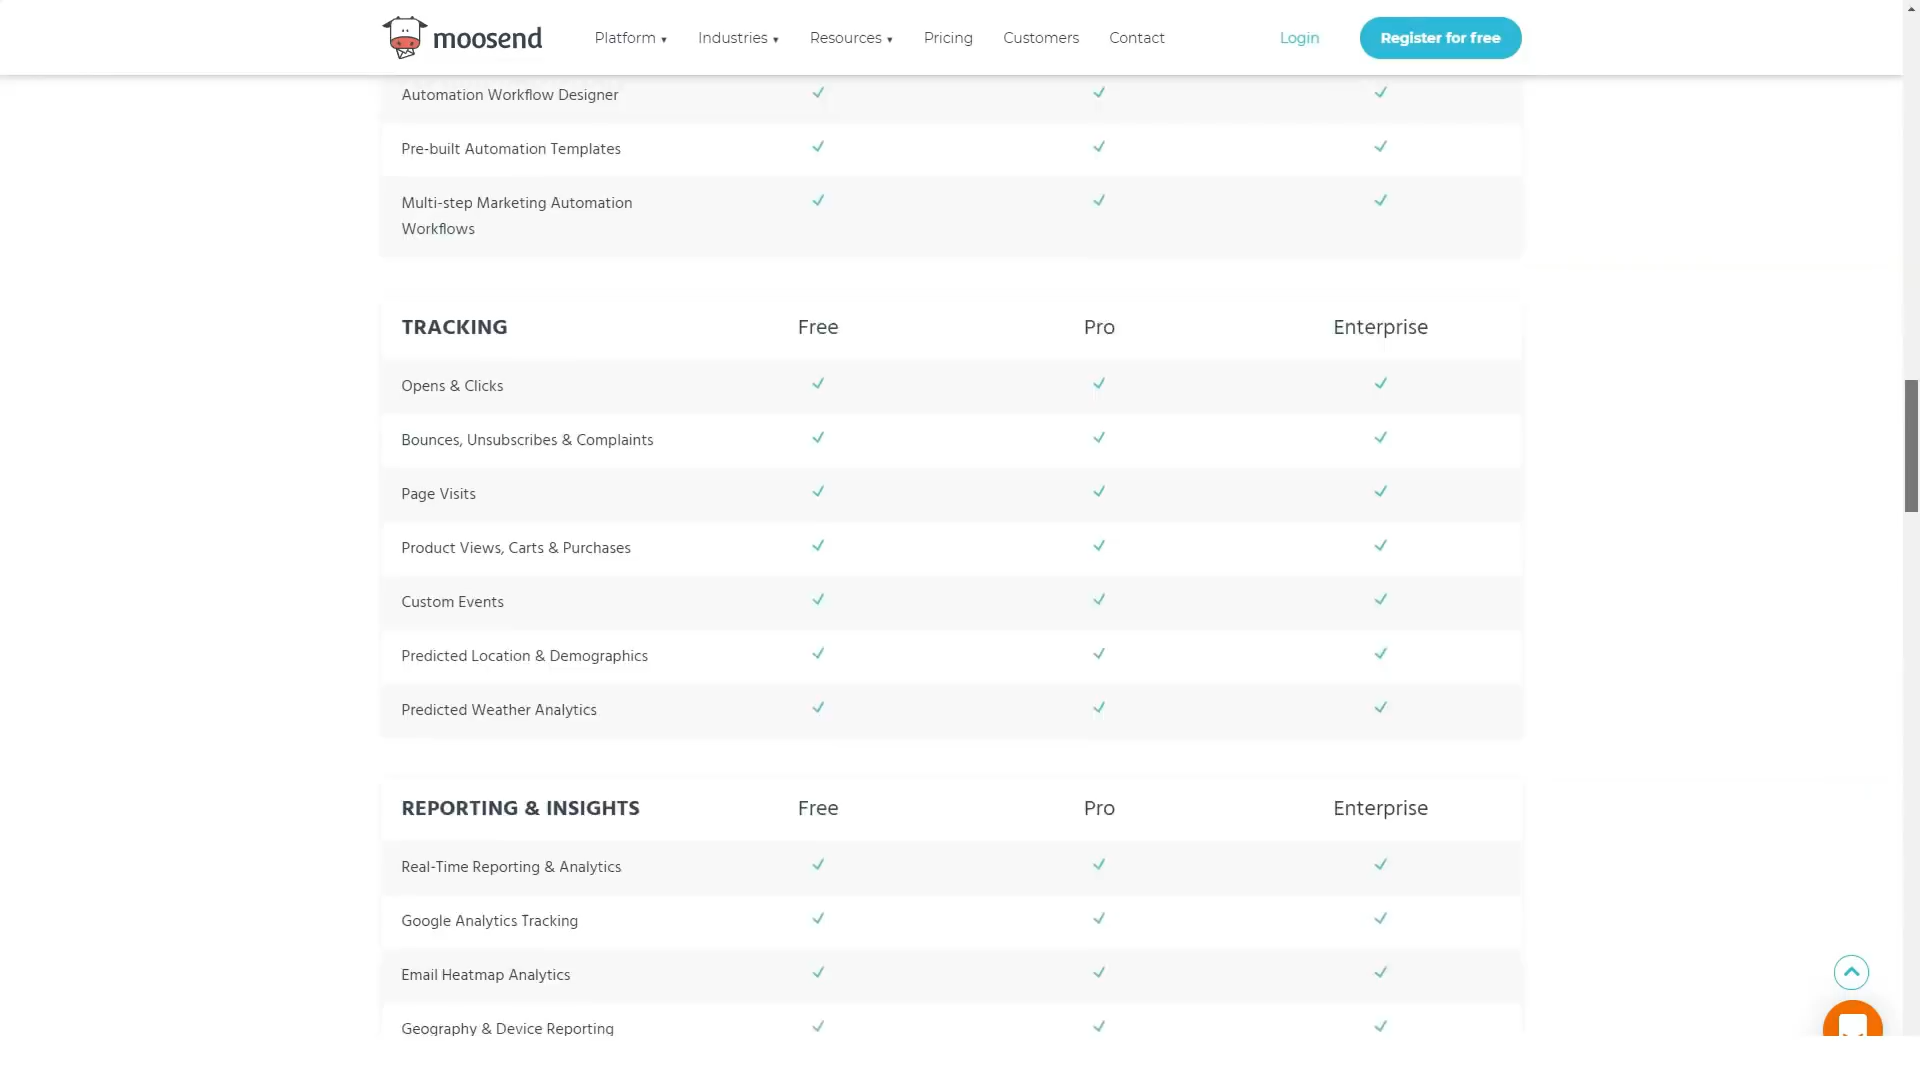 moosend
Platform ▾ Industries ▾ Resources ▾ Pricing Customers Contact Login Register for free
Automation Workflow Designer
Pre-built Automation Templates
Multi-step Marketing Automation
Workflows
TRACKING Free Pro Enterprise
Opens & Clicks
Bounces, Unsubscribes & Complaints
Page Visits
Product Views, Carts & Purchases
Custom Events
Predicted Location & Demographics
Predicted Weather Analytics
REPORTING & INSIGHTS Free Pro Enterprise
Real-Time Reporting & Analytics
Google Analytics Tracking
Email Heatmap Analytics
Geography & Device Reporting